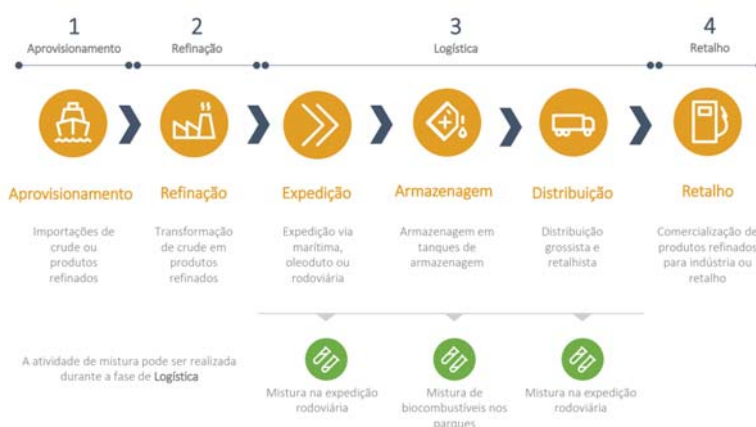 1
Aprovisionamento
2
Refinação
3
Logística
4
Retalho
Aprovisionamento
Importações de
crude ou
produtos
refinados
Refinação
Transformação
de crude em
produtos
refinados
Expedição
Expedição via
marítima,
oleoduto ou
rodoviária
Armazenagem
Armazenagem em
tanques de
armazenagem
Distribuição
Distribuição
grossista e
retalhista
Retalho
Comercialização de
produtos refinados
para indústria ou
retalho
A atividade de mistura pode ser realizada
durante a fase de Logística
Mistura na expedição
rodoviária
Mistura de
biocombustíveis nos
parques
Mistura na expedição
rodoviária